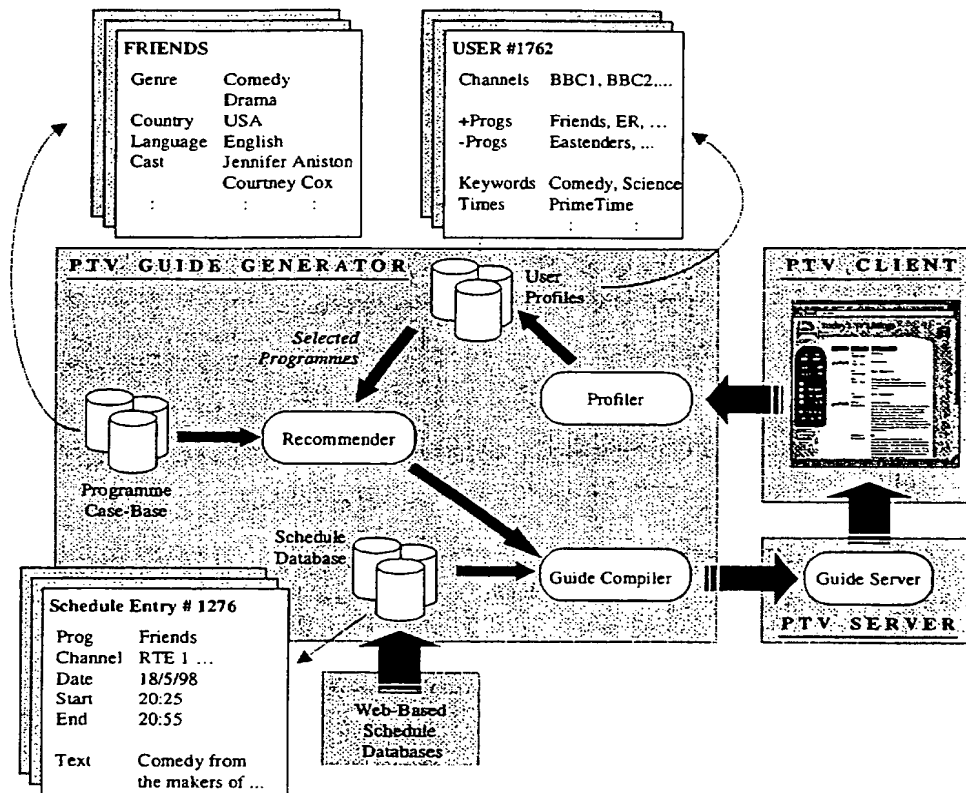 FRIENDS
Genre Comedy
Drama
Country USA
Language English
Cast Jennifer Aniston
Courtney Cox
: : :
USER #1762
Channels BBC1, BBC2,...
+Progs Friends, ER, ...
-Progs Eastenders, ...
Keywords Comedy, Science
Times PrimeTime
: :
PTV GUIDE GENERATOR
User
Profiles
PTV CLIENT
Selected
Programmes
Profiler
Recommender
Programme
Case-Base
Schedule
Database
Guide Compiler
Guide Server
PTV SERVER
Schedule Entry # 1276
Prog Friends
Channel RTE 1 ...
Date 18/5/98
Start 20:25
End 20:55
Text Comedy from
the makers of ...
Web-Based
Schedule
Databases